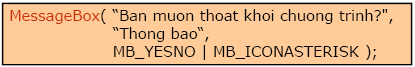 MessageBox( “Ban muon thoat khoi chuong trinh?",
“Thong bao“,
MB_YESNO | MB_ICONASTERISK );